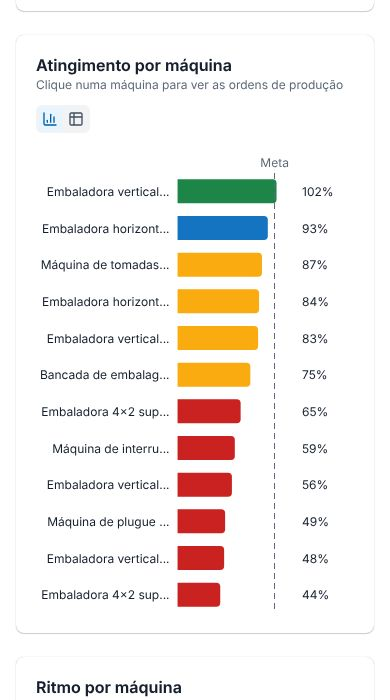 Atingimento por máquina
Clique numa máquina para ver as ordens de produção
Meta
Embaladora vertical... 102%
Embaladora horizont... 93%
Máquina de tomadas... 87%
Embaladora horizont... 84%
Embaladora vertical... 83%
Bancada de embalag... 75%
Embaladora 4×2 sup... 65%
Máquina de interru... 59%
Embaladora vertical... 56%
Máquina de plugue ... 49%
Embaladora vertical... 48%
Embaladora 4×2 sup... 44%
Ritmo por máquina